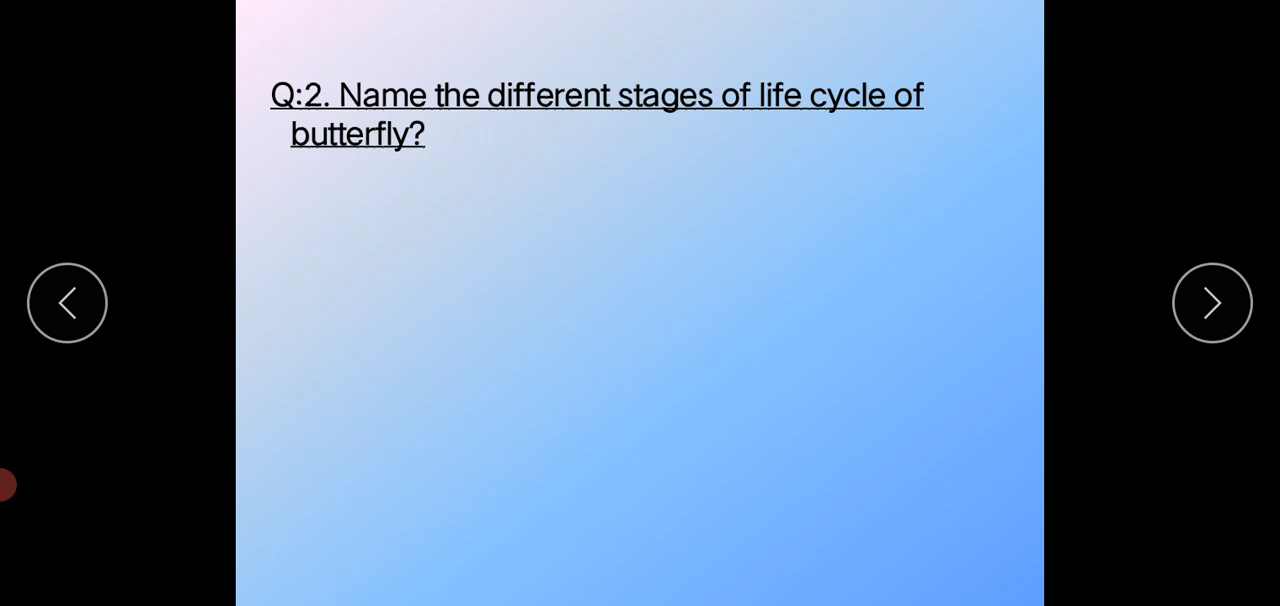 Q:2. Name the different stages of life cycle of
butterfly?